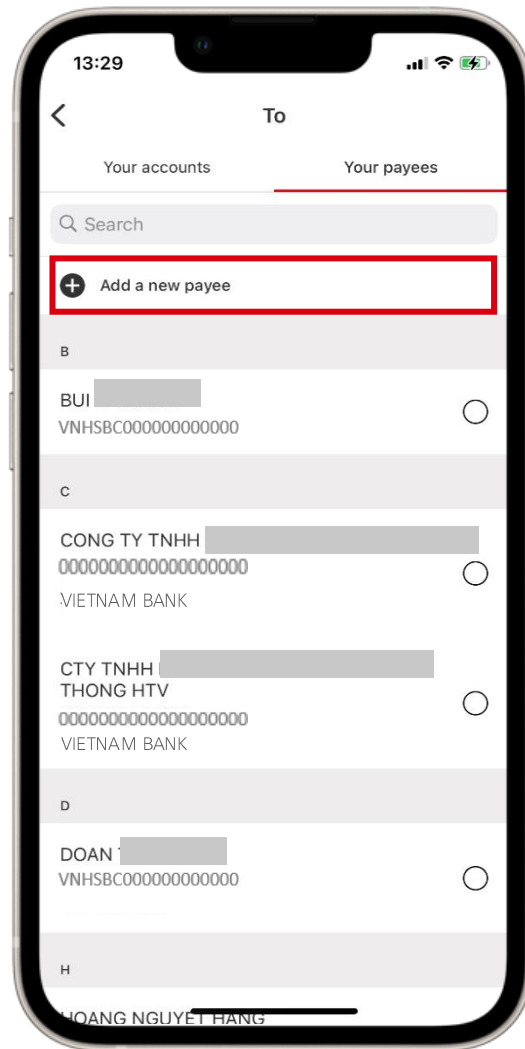 13:29
To
Your accounts
Your payees
Search
Add a new payee
B
BUI
VNHSBC000000000000
C
CONG TY TNHH
0000000000000000000
VIETNAM BANK
CTY TNHH
THONG HTV
0000000000000000000
VIETNAM BANK
D
DOAN
VNHSBC000000000000
H
HOANG NGUYET HANG